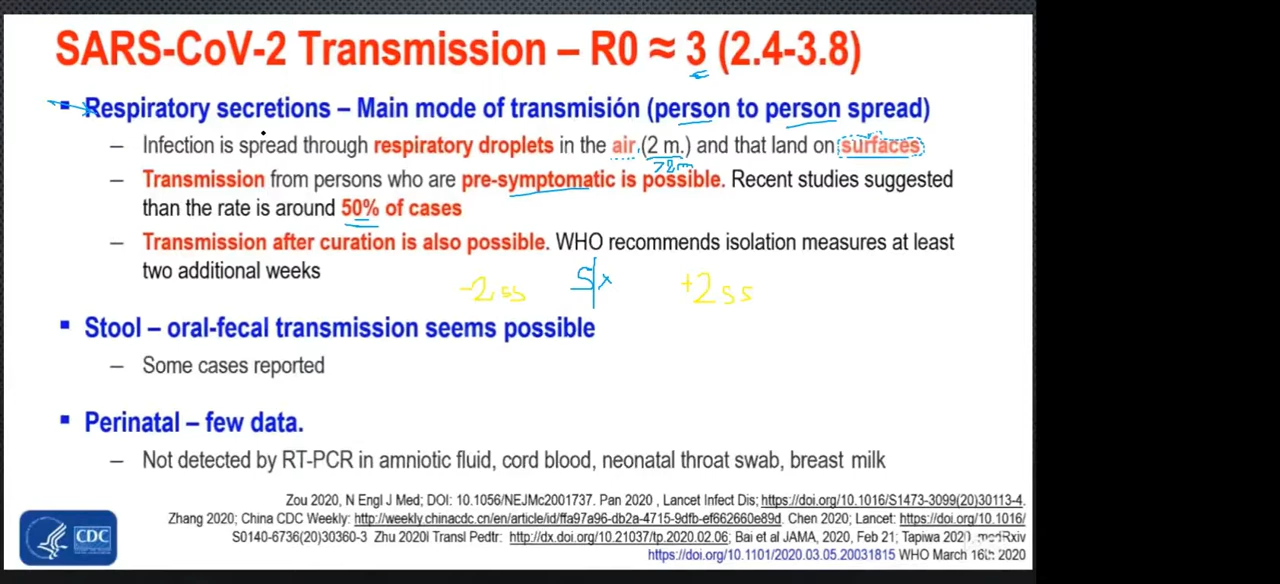 SARS-CoV-2 Transmission – R0 ≈ 3 (2.4-3.8)
▪ Respiratory secretions – Main mode of transmisión (person to person spread)
– Infection is spread through respiratory droplets in the air (2 m.) and that land on surfaces
>2m
– Transmission from persons who are pre-symptomatic is possible. Recent studies suggested
than the rate is around 50% of cases
– Transmission after curation is also possible. WHO recommends isolation measures at least
two additional weeks
-2 ss Sx +2 ss
▪ Stool – oral-fecal transmission seems possible
– Some cases reported
▪ Perinatal – few data.
– Not detected by RT-PCR in amniotic fluid, cord blood, neonatal throat swab, breast milk
Zou 2020, N Engl J Med; DOI: 10.1056/NEJMc2001737. Pan 2020 , Lancet Infect Dis; https://doi.org/10.1016/S1473-3099(20)30113-4.
Zhang 2020; China CDC Weekly: http://weekly.chinacdc.cn/en/article/id/ffa97a96-db2a-4715-9dfb-ef662660e89d. Chen 2020; Lancet: https://doi.org/10.1016/
S0140-6736(20)30360-3 Zhu 2020l Transl Pedtr: http://dx.doi.org/10.21037/tp.2020.02.06; Bai et al JAMA, 2020, Feb 21; Tapiwa 2020, medRxiv
https://doi.org/10.1101/2020.03.05.20031815 WHO March 16th 2020
CDC